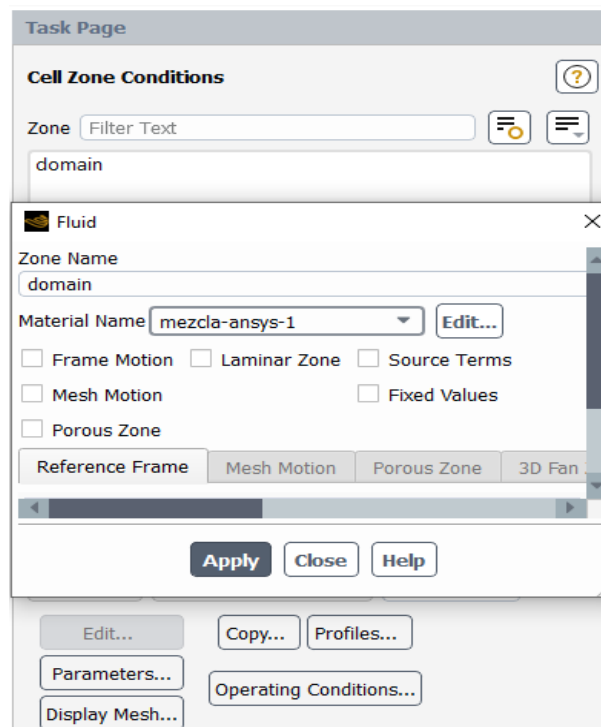 Task Page
Cell Zone Conditions
?
Zone Filter Text
domain
Fluid
Zone Name
domain
Material Name mezcla-ansys-1 Edit...
Frame Motion Laminar Zone Source Terms
Mesh Motion Fixed Values
Porous Zone
Reference Frame Mesh Motion Porous Zone 3D Fan
Apply Close Help
Edit... Copy... Profiles...
Parameters...
Operating Conditions...
Display Mesh...